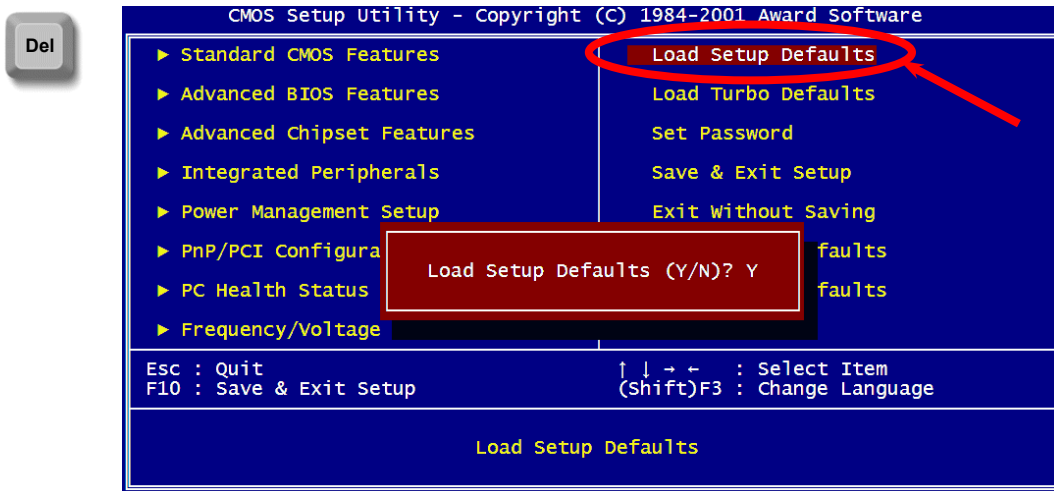 Del
CMOS Setup Utility - Copyright (C) 1984-2001 Award Software
► Standard CMOS Features
► Advanced BIOS Features
► Advanced Chipset Features
► Integrated Peripherals
► Power Management Setup
► PnP/PCI Configura
► PC Health Status
► Frequency/Voltage
Load Setup Defaults
Load Turbo Defaults
Set Password
Save & Exit Setup
Exit Without Saving
faults
faults
Load Setup Defaults (Y/N)? Y
Esc : Quit
F10 : Save & Exit Setup
↑ ↓ → ← : Select Item
(Shift)F3 : Change Language
Load Setup Defaults